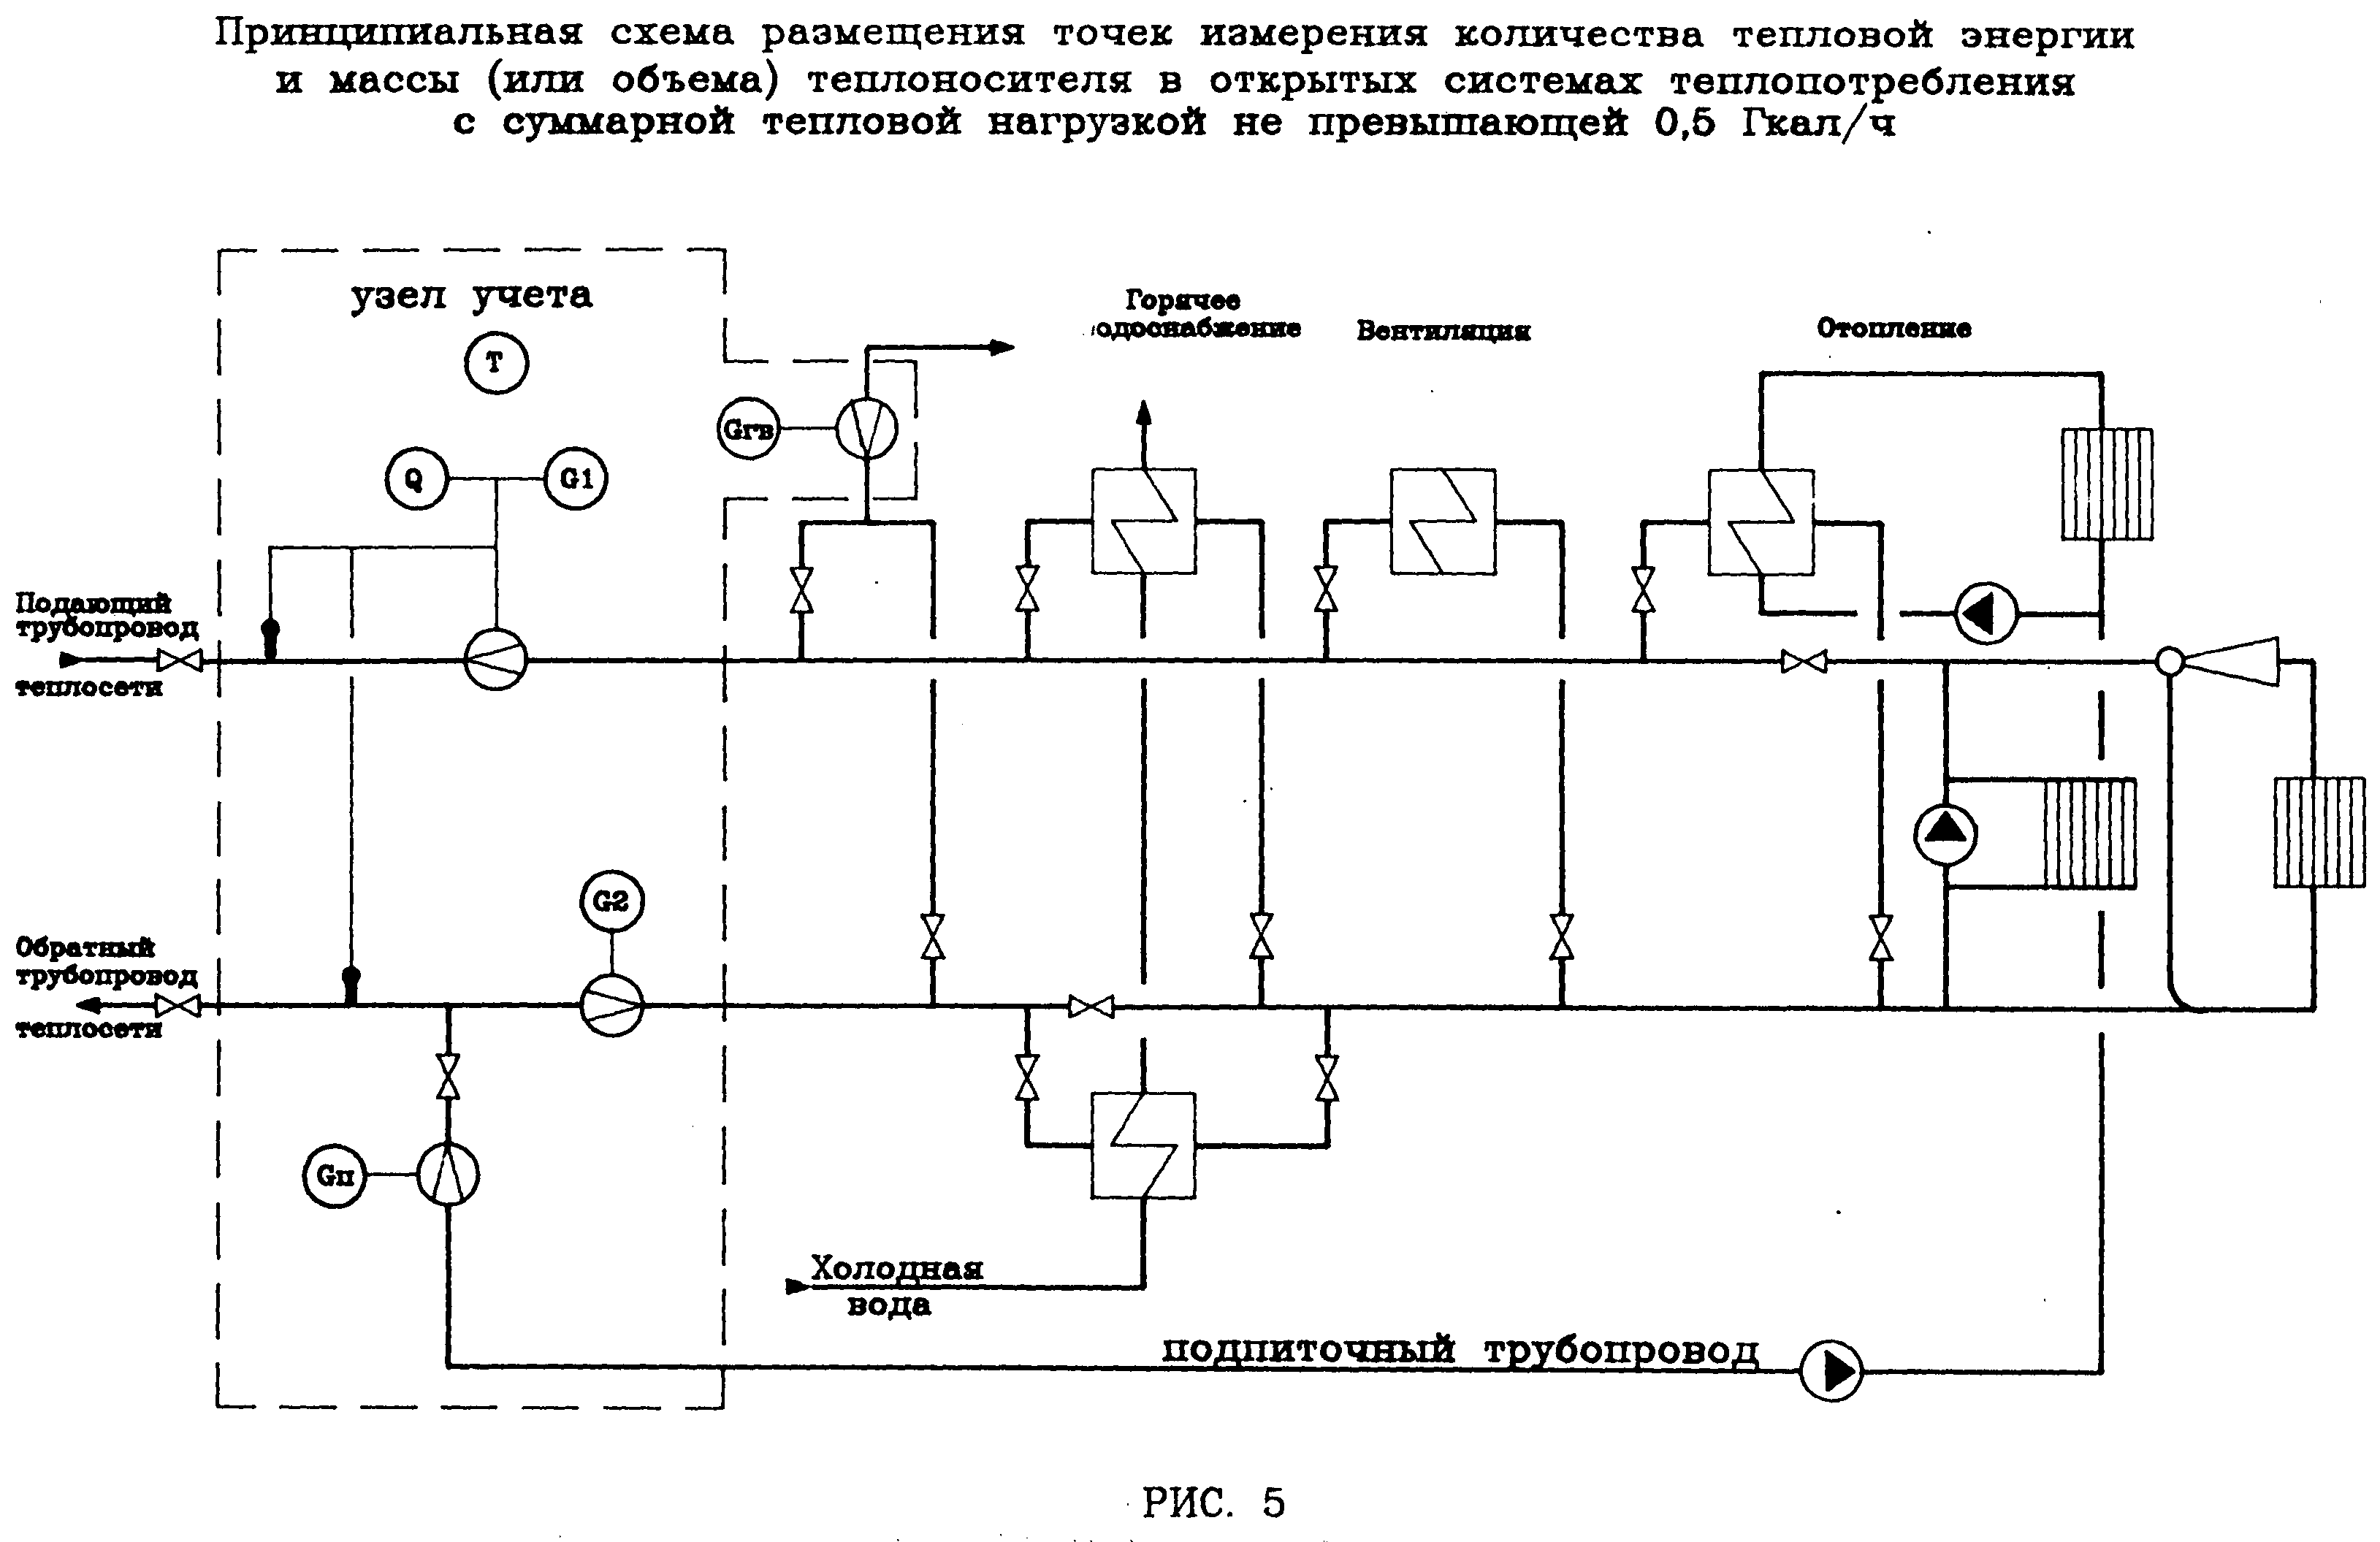 Принципиальная схема размещения точек измерения количества тепловой энергии
и массы (или объема) теплоносителя в открытых системах теплопотребления
с суммарной тепловой нагрузкой не превышающей 0,5 Гкал/ч
узел учета
T
Q
G1
Gгв
Горячее
одоснабжение
Вентиляция
Отопление
Подающий
трубопровод
теплосети
G2
Обратный
трубопровод
теплосети
Gп
Холодная
вода
подпиточный трубопровод
РИС. 5